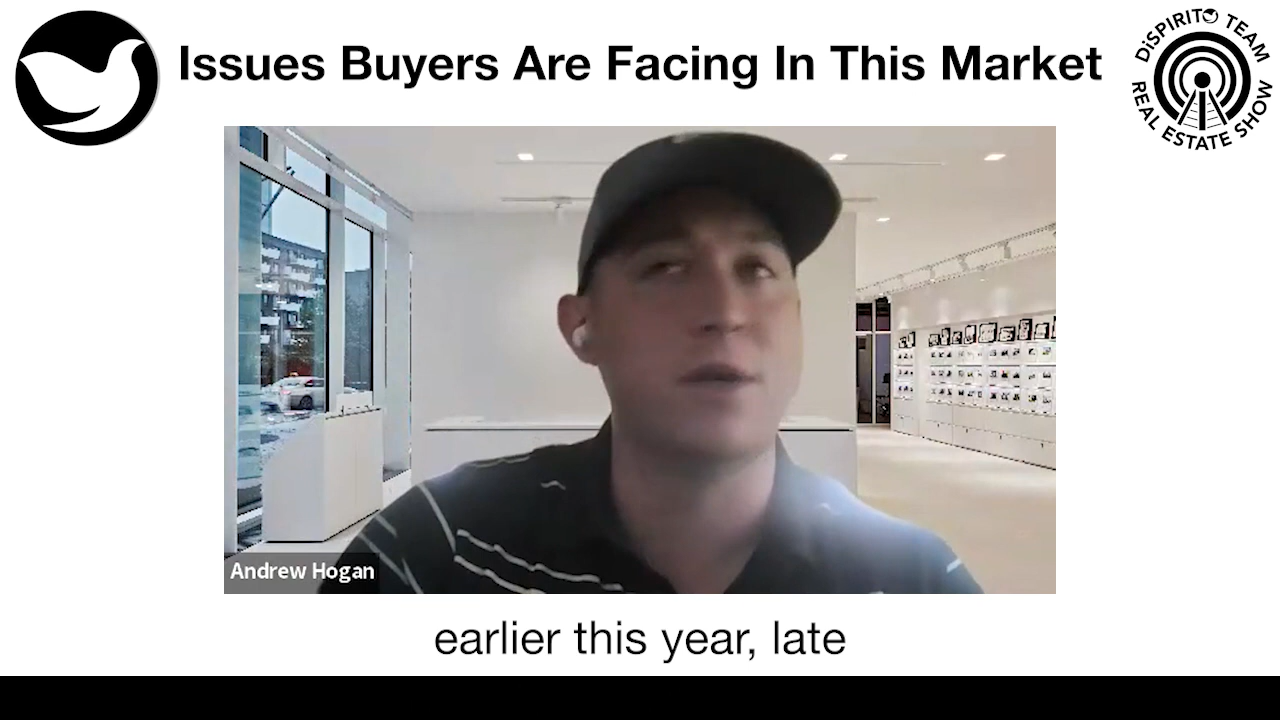 Issues Buyers Are Facing In This Market
DiSPIRITO TEAM
REAL ESTATE SHOW
Andrew Hogan
earlier this year, late